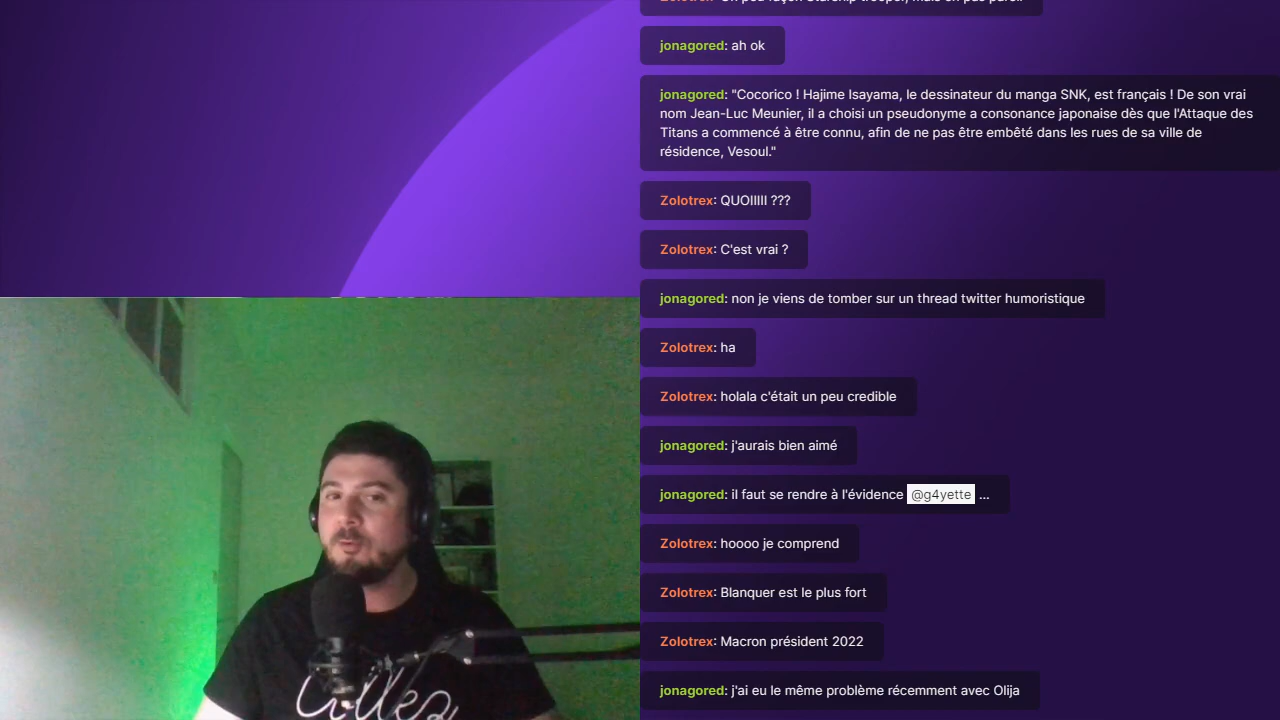 jonagored: ah ok
jonagored: "Cocorico ! Hajime Isayama, le dessinateur du manga SNK, est français ! De son vrai
nom Jean-Luc Meunier, il a choisi un pseudonyme a consonance japonaise dès que l'Attaque des
Titans a commencé à être connu, afin de ne pas être embêté dans les rues de sa ville de
résidence, Vesoul."
Zolotrex: QUOIIIII ???
Zolotrex: C'est vrai ?
jonagored: non je viens de tomber sur un thread twitter humoristique
Zolotrex: ha
Zolotrex: holala c'était un peu credible
jonagored: j'aurais bien aimé
jonagored: il faut se rendre à l'évidence @g4yette ...
Zolotrex: hoooo je comprend
Zolotrex: Blanquer est le plus fort
Zolotrex: Macron président 2022
jonagored: j'ai eu le même problème récemment avec Olija